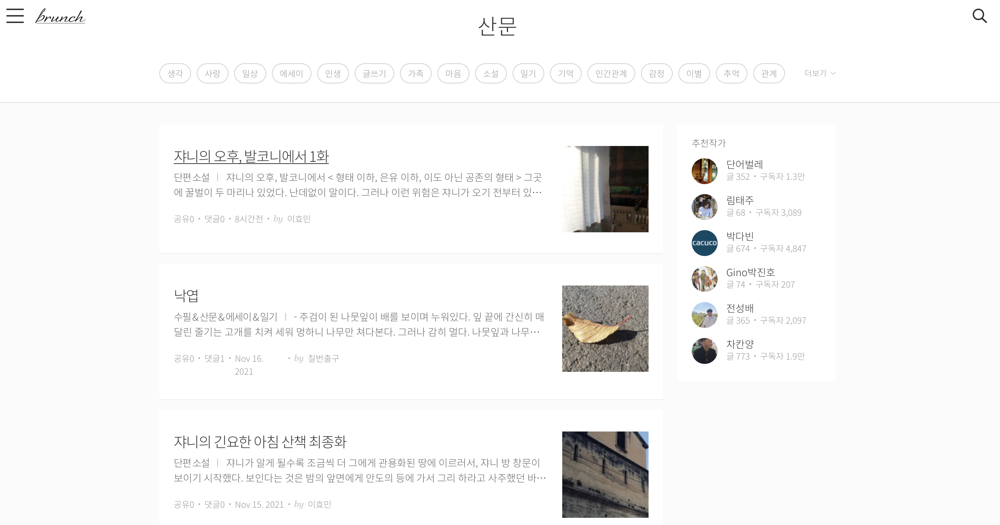 brunch
산문
생각 사랑 일상 에세이 인생 글쓰기 가족 마음 소설 일기 기억 인간관계 감정 이별 추억 관계 더보기
쟈니의 오후, 발코니에서 1화
단편 소설 | 쟈니의 오후, 발코니에서 < 형태 이하, 은유 이하, 이도 아닌 공존의 형태 > 그곳
에 꿀벌이 두 마리나 있었다. 난데없이 말이다. 그러나 이런 위험은 쟈니가 오기 전부터 있…
공유0 · 댓글0 · 8시간전 · by 이효민
낙엽
수필&산문&에세이&일기 | - 주검이 된 나뭇잎이 배를 보이며 누워있다. 잎 끝에 간신히 매
달린 줄기는 고개를 치켜 세워 멍하니 나무만 쳐다본다. 그러나 감히 멀다. 나뭇잎과 나무…
공유0 · 댓글1 · Nov 16. · by 칠번출구
2021
쟈니의 긴요한 아침 산책 최종화
단편 소설 | 쟈니가 알게 될수록 조금씩 더 그에게 관용화된 땅에 이르러서, 쟈니 방 창문이
보이기 시작했다. 보인다는 것은 밤의 앞면에게 안도의 등에 가서 그리 하라고 사주했던 바…
공유0 · 댓글0 · Nov 15. 2021 · by 이효민
추천작가
단어벌레
글 352 · 구독자 1.3만
림태주
글 68 · 구독자 3,089
cacuco
박다빈
글 674 · 구독자 4,847
Gino박진호
글 74 · 구독자 207
전성배
글 365 · 구독자 2,097
차칸양
글 773 · 구독자 1.9만